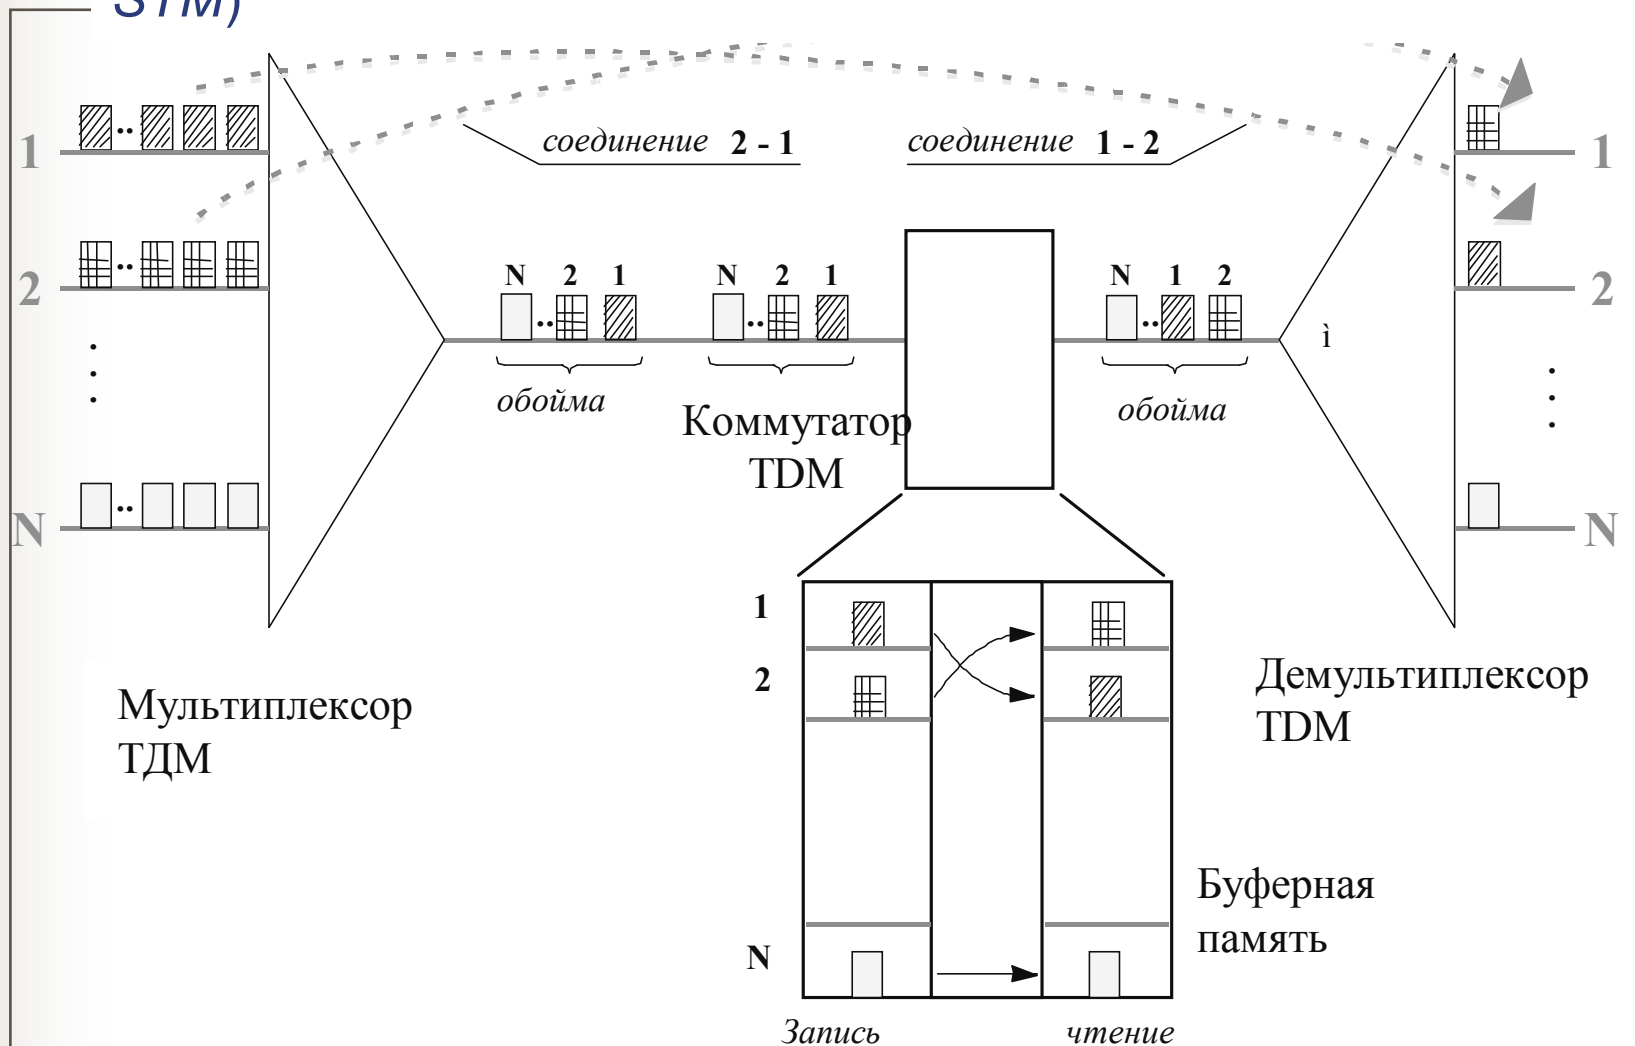 STM)
1
соединение 2 - 1
соединение 1 - 2
1
2
N 2 1
N 2 1
N 1 2
2
ì
обойма
обойма
Коммутатор
TDM
N
N
1
2
Мультиплексор
ТДМ
Демультиплексор
TDM
Буферная
память
N
Запись
чтение